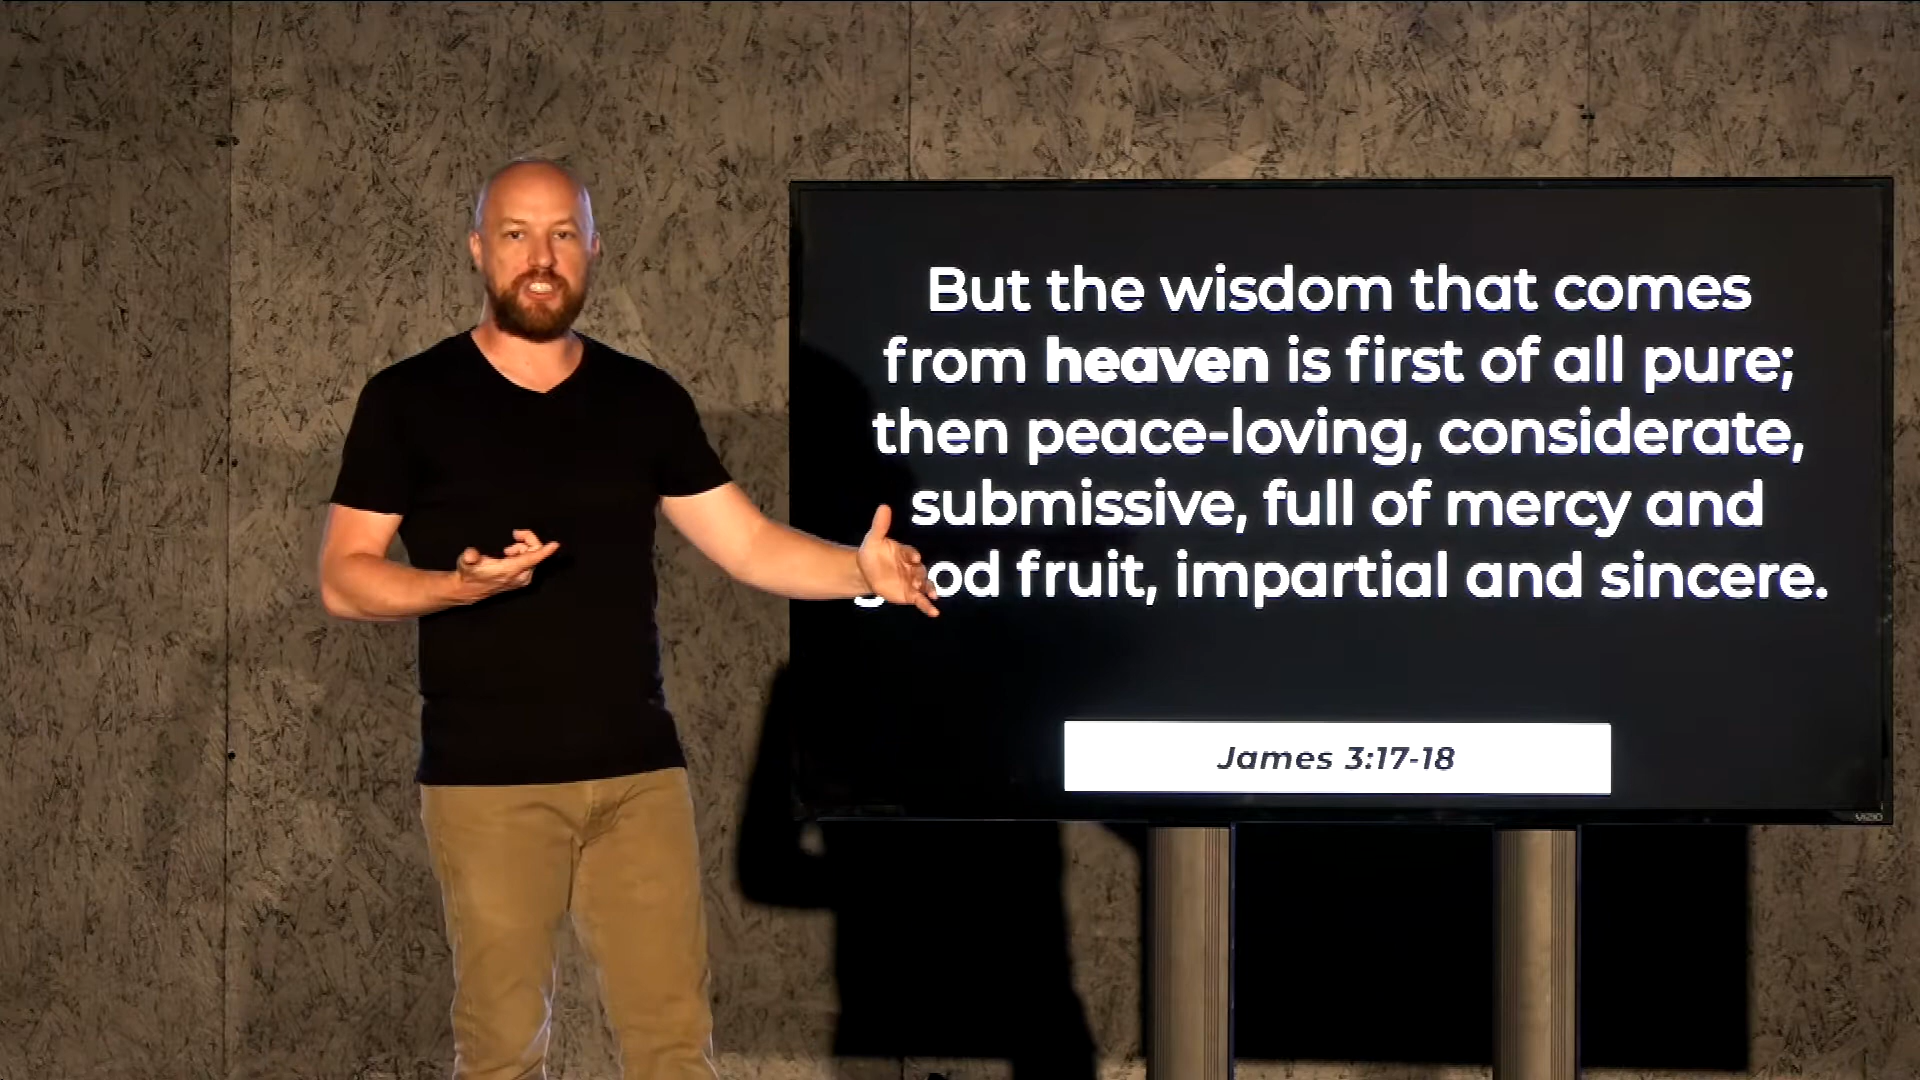 But the wisdom that comes
from heaven is first of all pure;
then peace-loving, considerate,
submissive, full of mercy and
fruit, impartial and sincere.
James 3:17-18
VIZIO